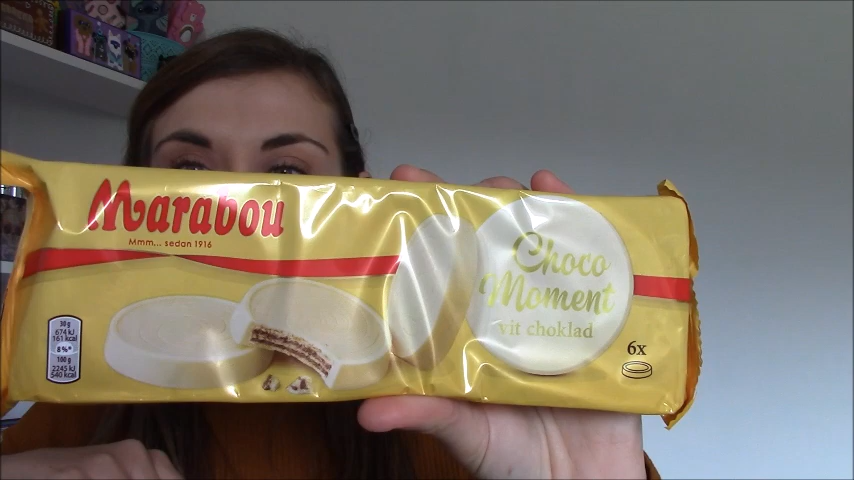 Marabou
Mmm... sedan 1916
Choco
Moment
vit choklad
6x
30 g
674 kJ
161 kcal
8%*
100 g
2245 kJ
540 kcal